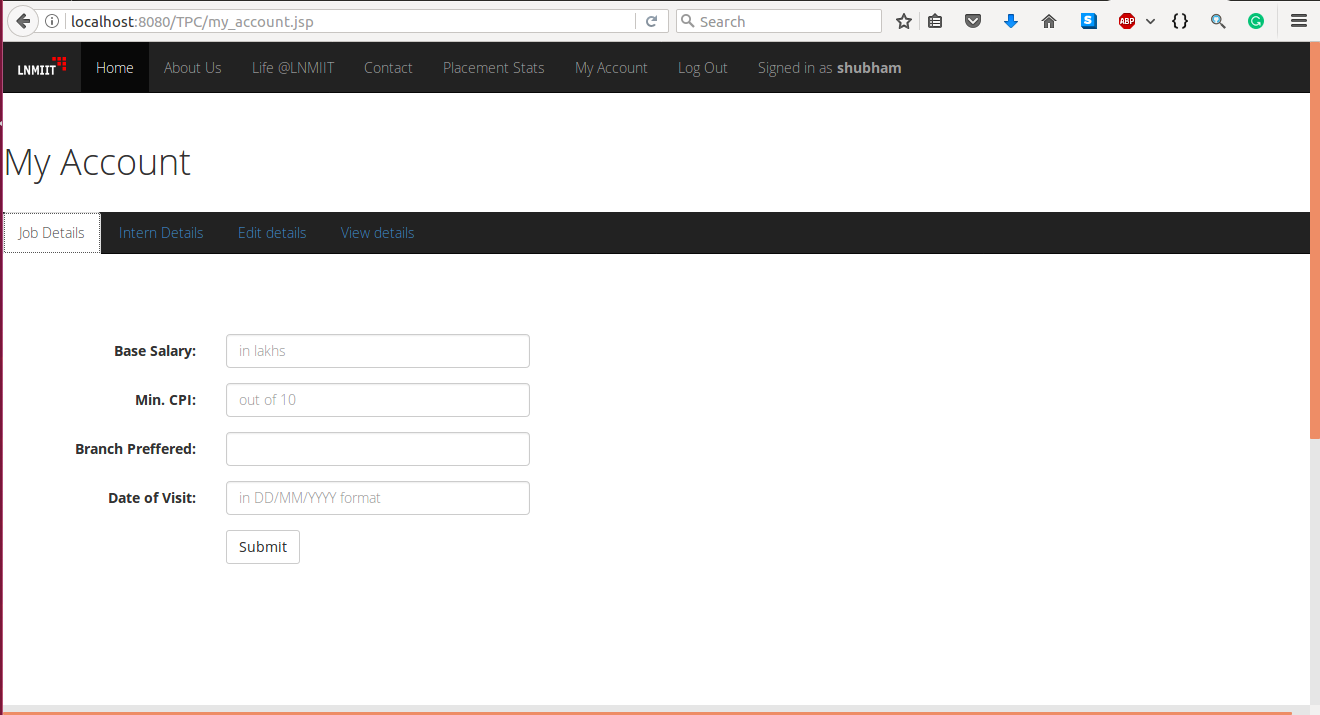 localhost:8080/TPC/my_account.jsp Search ABP
LNMIIT Home About Us Life @LNMIIT Contact Placement Stats My Account Log Out Signed in as shubham
My Account
Job Details Intern Details Edit details View details
Base Salary: in lakhs
Min. CPI: out of 10
Branch Preffered:
Date of Visit: in DD/MM/YYYY format
Submit